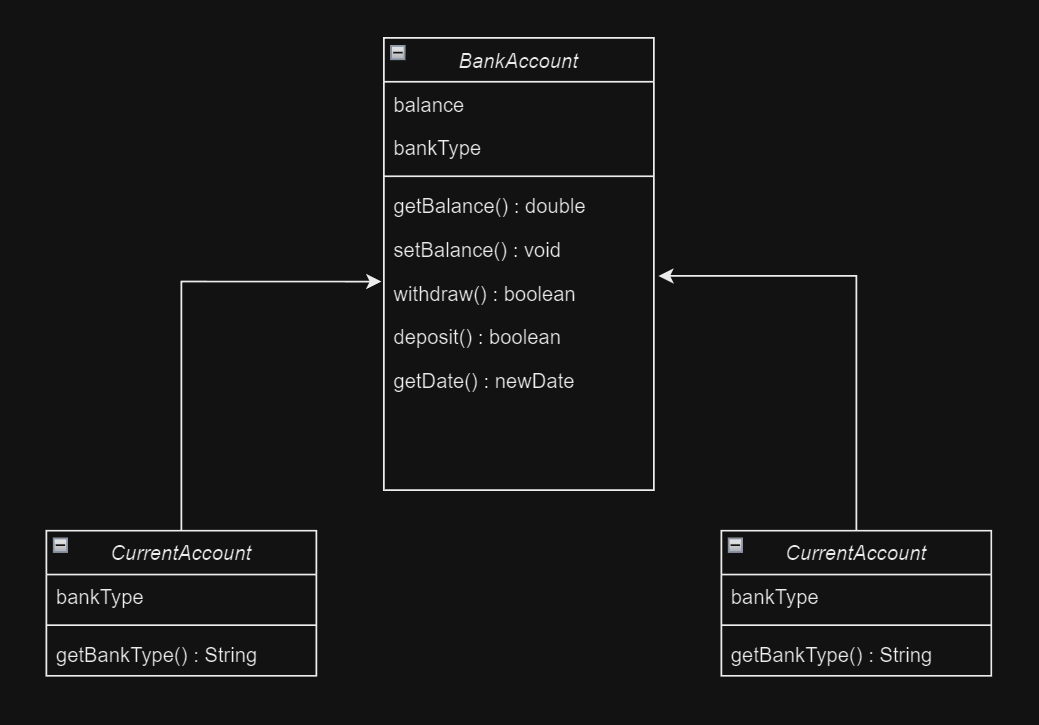 BankAccount
balance
bankType
getBalance() : double
setBalance() : void
withdraw() : boolean
deposit() : boolean
getDate() : newDate
CurrentAccount
bankType
getBankType() : String
CurrentAccount
bankType
getBankType() : String